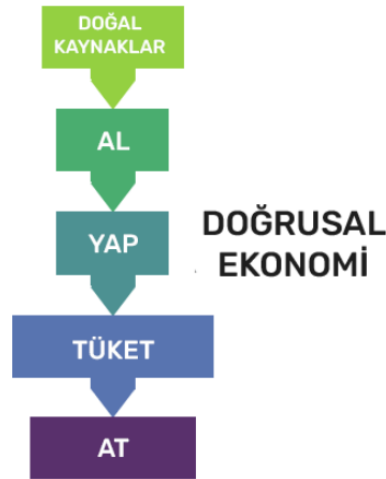 DOĞAL
KAYNAKLAR
AL
YAP
DOĞRUSAL
EKONOMİ
TÜKET
AT